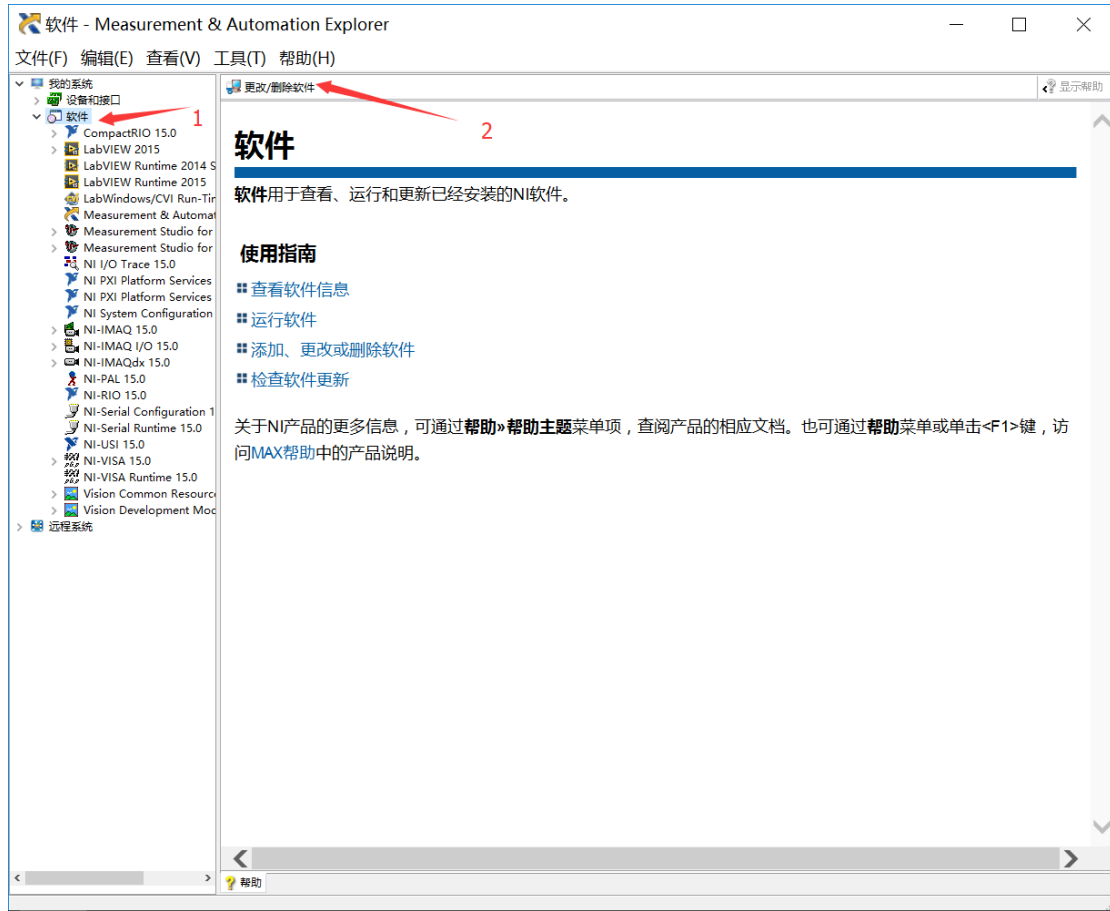 软件 - Measurement & Automation Explorer
文件(F) 编辑(E) 查看(V) 工具(T) 帮助(H)
我的系统
设备和接口
软件
CompactRIO 15.0
LabVIEW 2015
LabVIEW Runtime 2014 S
LabVIEW Runtime 2015
LabWindows/CVI Run-Tir
Measurement & Automat
Measurement Studio for
Measurement Studio for
NI I/O Trace 15.0
NI PXI Platform Services
NI PXI Platform Services
NI System Configuration
NI-IMAQ 15.0
NI-IMAQ I/O 15.0
NI-IMAQdx 15.0
NI-PAL 15.0
NI-RIO 15.0
NI-Serial Configuration 1
NI-Serial Runtime 15.0
NI-USI 15.0
NI-VISA 15.0
NI-VISA Runtime 15.0
Vision Common Resourc
Vision Development Moc
远程系统
1
更改/删除软件
显示帮助
2
软件
软件用于查看、运行和更新已经安装的NI软件。
使用指南
查看软件信息
运行软件
添加、更改或删除软件
检查软件更新
关于NI产品的更多信息，可通过帮助»帮助主题菜单项，查阅产品的相应文档。也可通过帮助菜单或单击<F1>键，访
问MAX帮助中的产品说明。
帮助